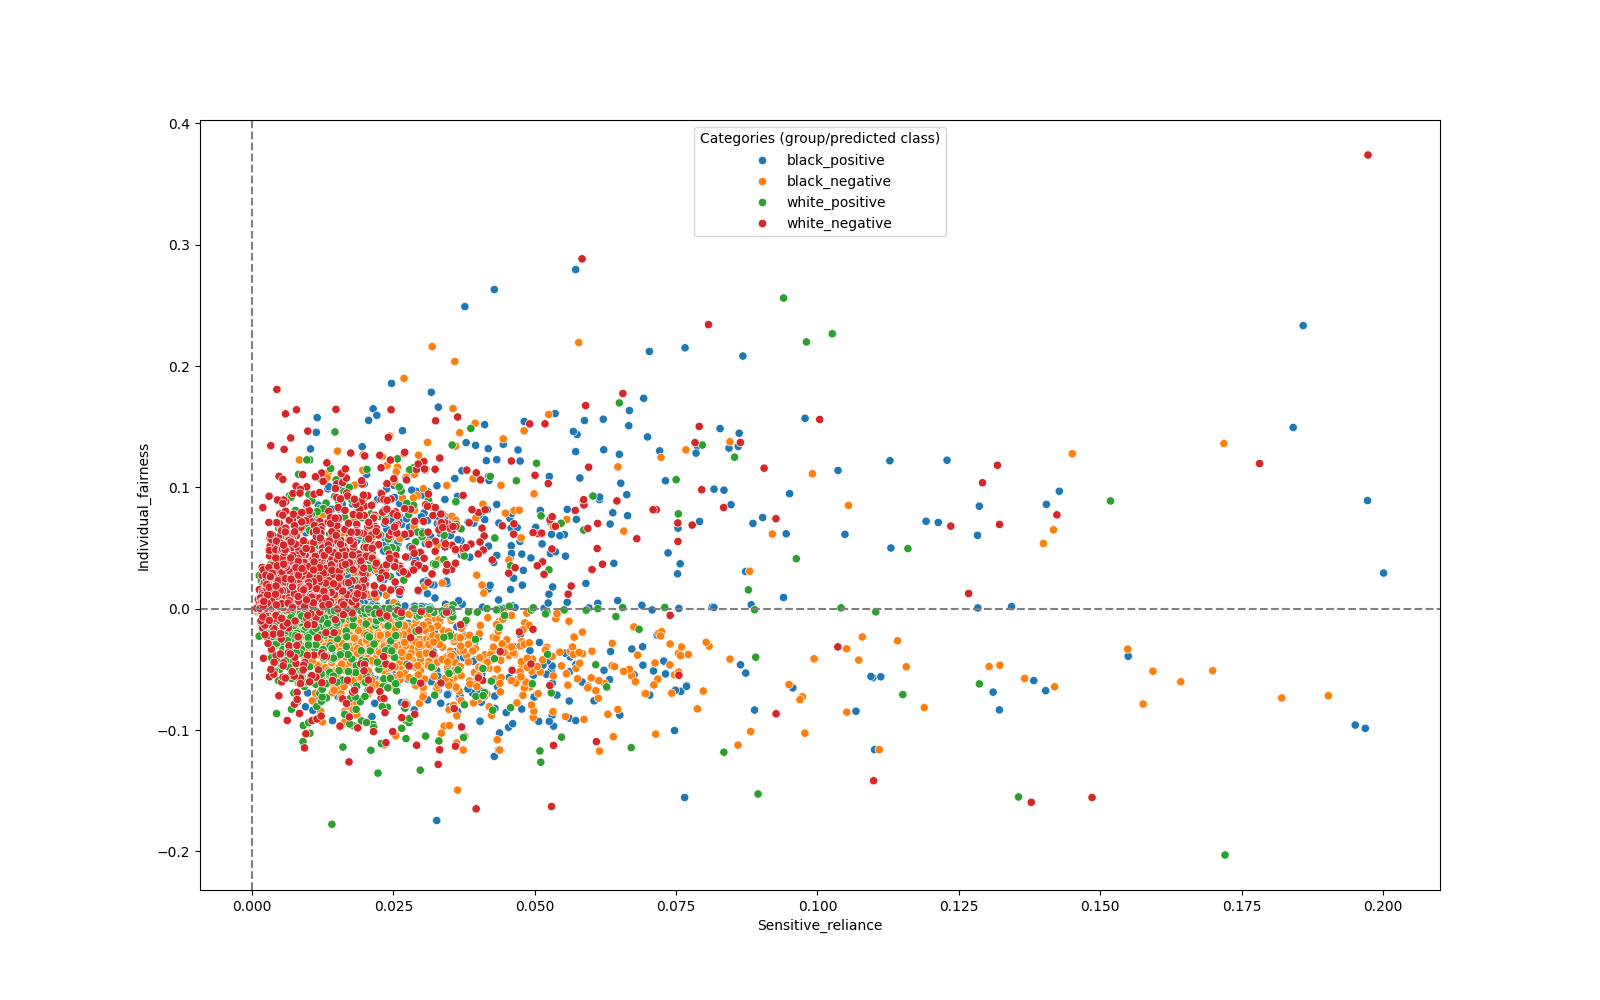 Categories (group/predicted class)
black_positive
black_negative
white_positive
white_negative
0.4
0.3
0.2
0.1
0.0
−0.1
−0.2
Individual_fairness
0.000 0.025 0.050 0.075 0.100 0.125 0.150 0.175 0.200
Sensitive_reliance